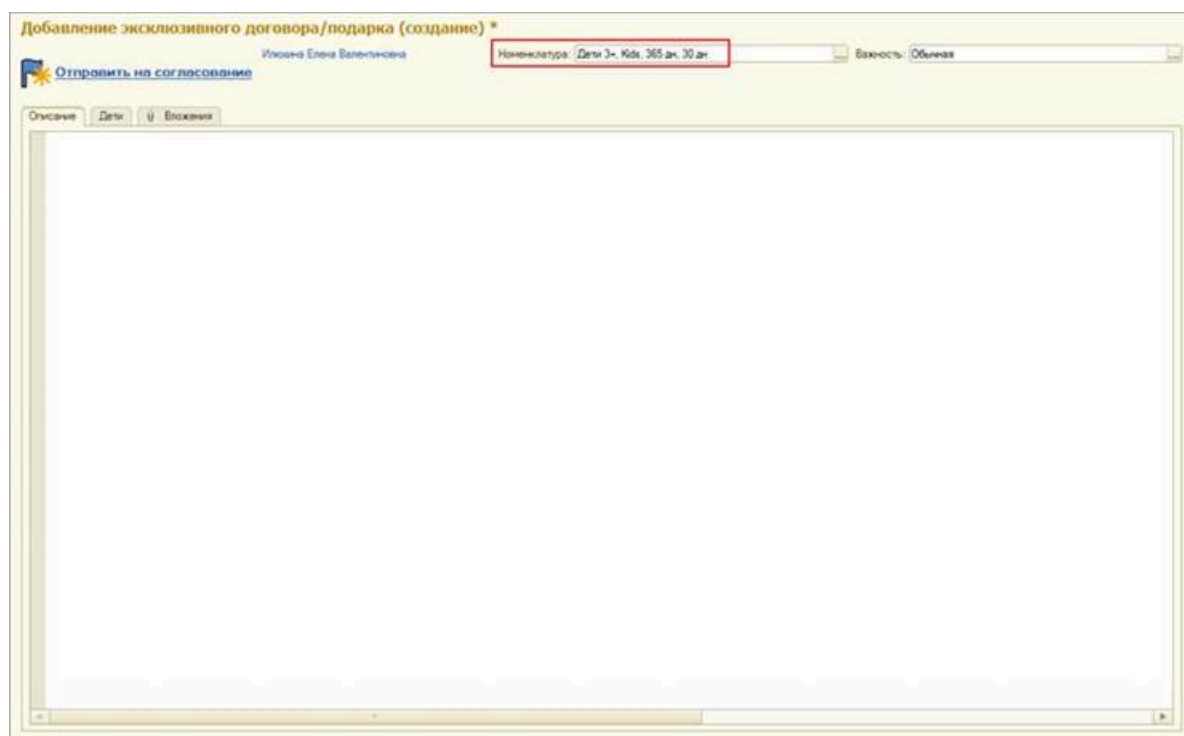 Добавление эксклюзивного договора/подарка (создание) *
Илюхина Елена Валентиновна Номенклатура: Дети 3+, Kids, 365 дн, 30 дн ... Важность: Обычная ...
Отправить на согласование
Описание Дети Вложения